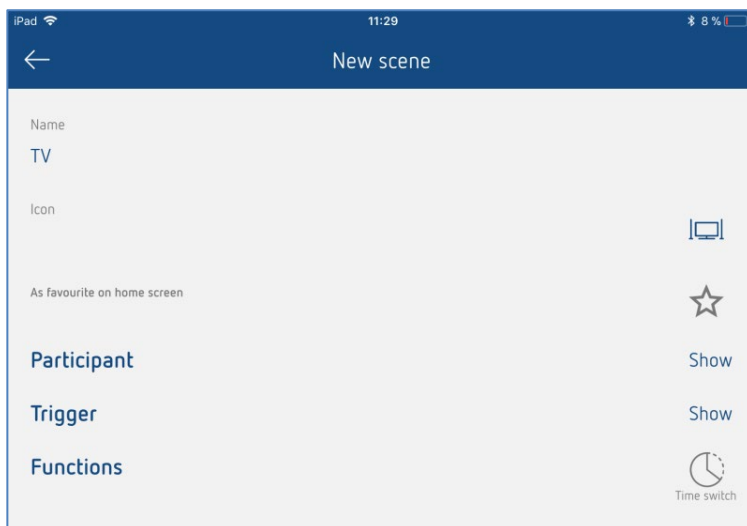 iPad 11:29 8 %
New scene
Name
TV
Icon
As favourite on home screen
Participant Show
Trigger Show
Functions
Time switch